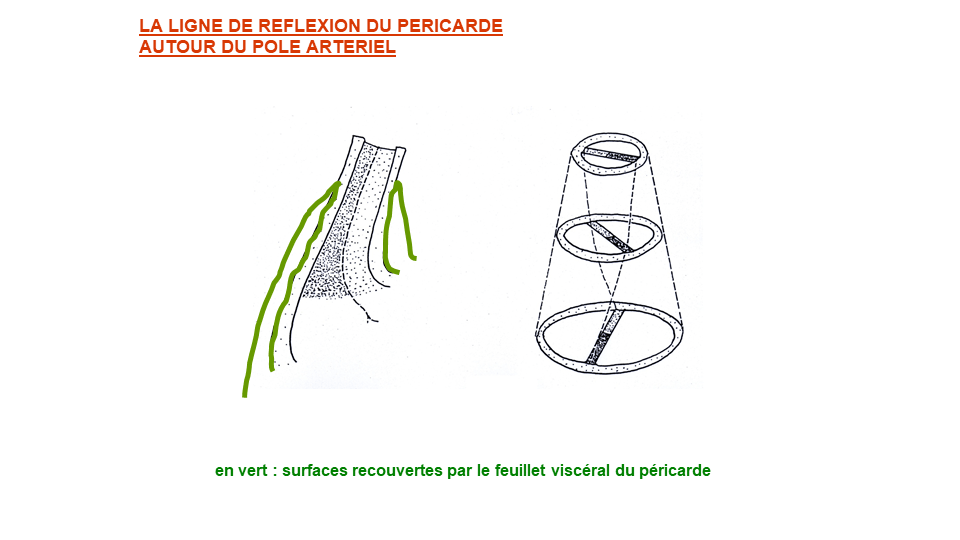 LA LIGNE DE REFLEXION DU PERICARDE
AUTOUR DU POLE ARTERIEL
en vert : surfaces recouvertes par le feuillet viscéral du péricarde